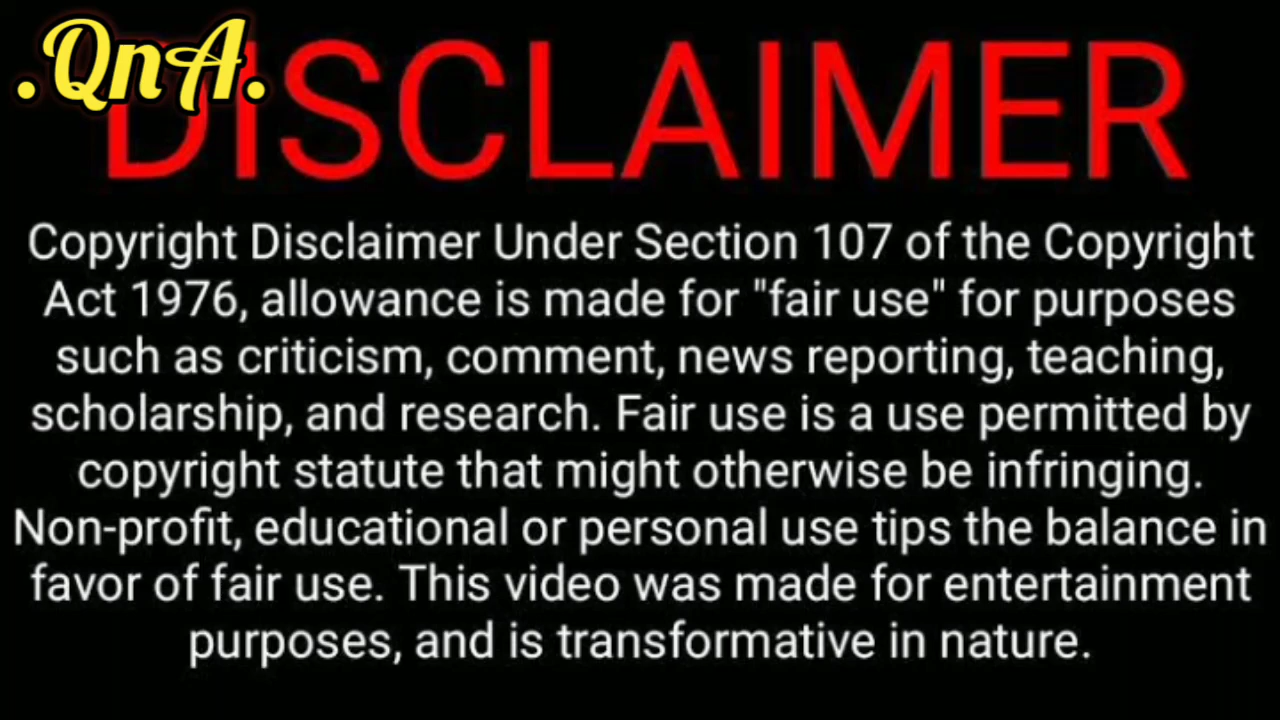 .QnA.
DISCLAIMER
Copyright Disclaimer Under Section 107 of the Copyright
Act 1976, allowance is made for "fair use" for purposes
such as criticism, comment, news reporting, teaching,
scholarship, and research. Fair use is a use permitted by
copyright statute that might otherwise be infringing.
Non-profit, educational or personal use tips the balance in
favor of fair use. This video was made for entertainment
purposes, and is transformative in nature.